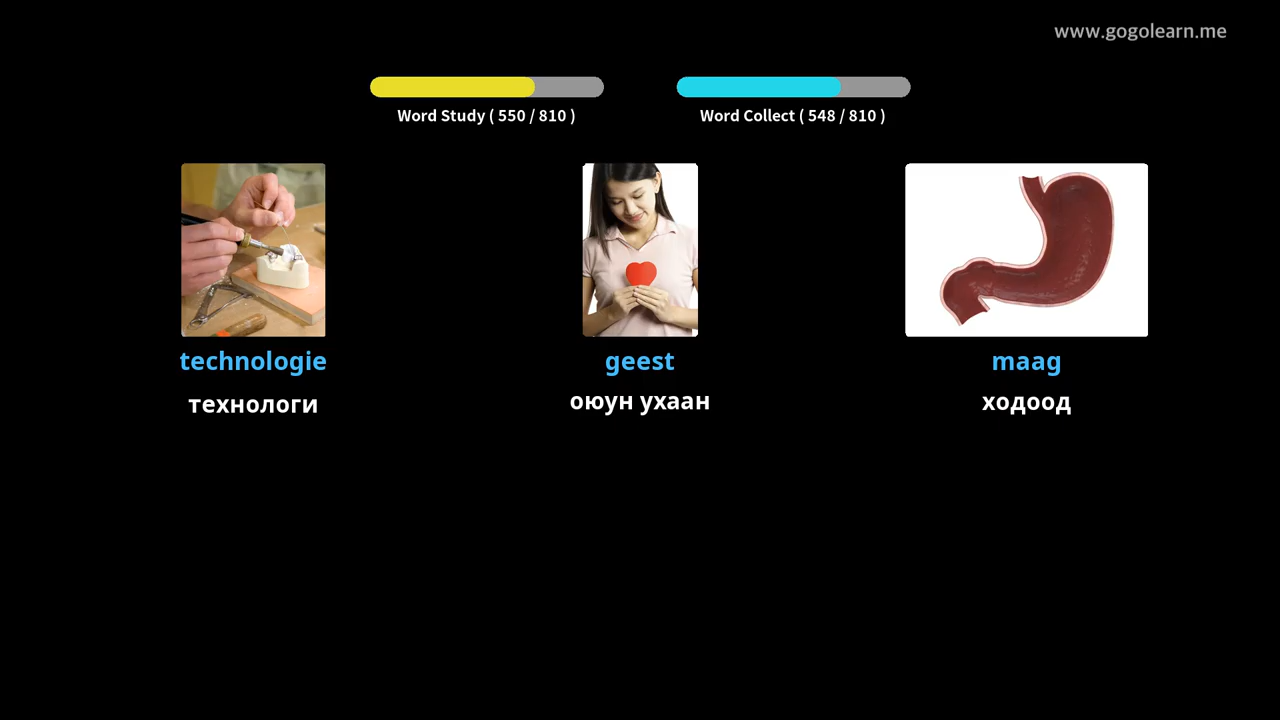 www.gogolearn.me
Word Study ( 550 / 810 )
Word Collect ( 548 / 810 )
technologie
geest
maag
технологи
оюун ухаан
ходоод